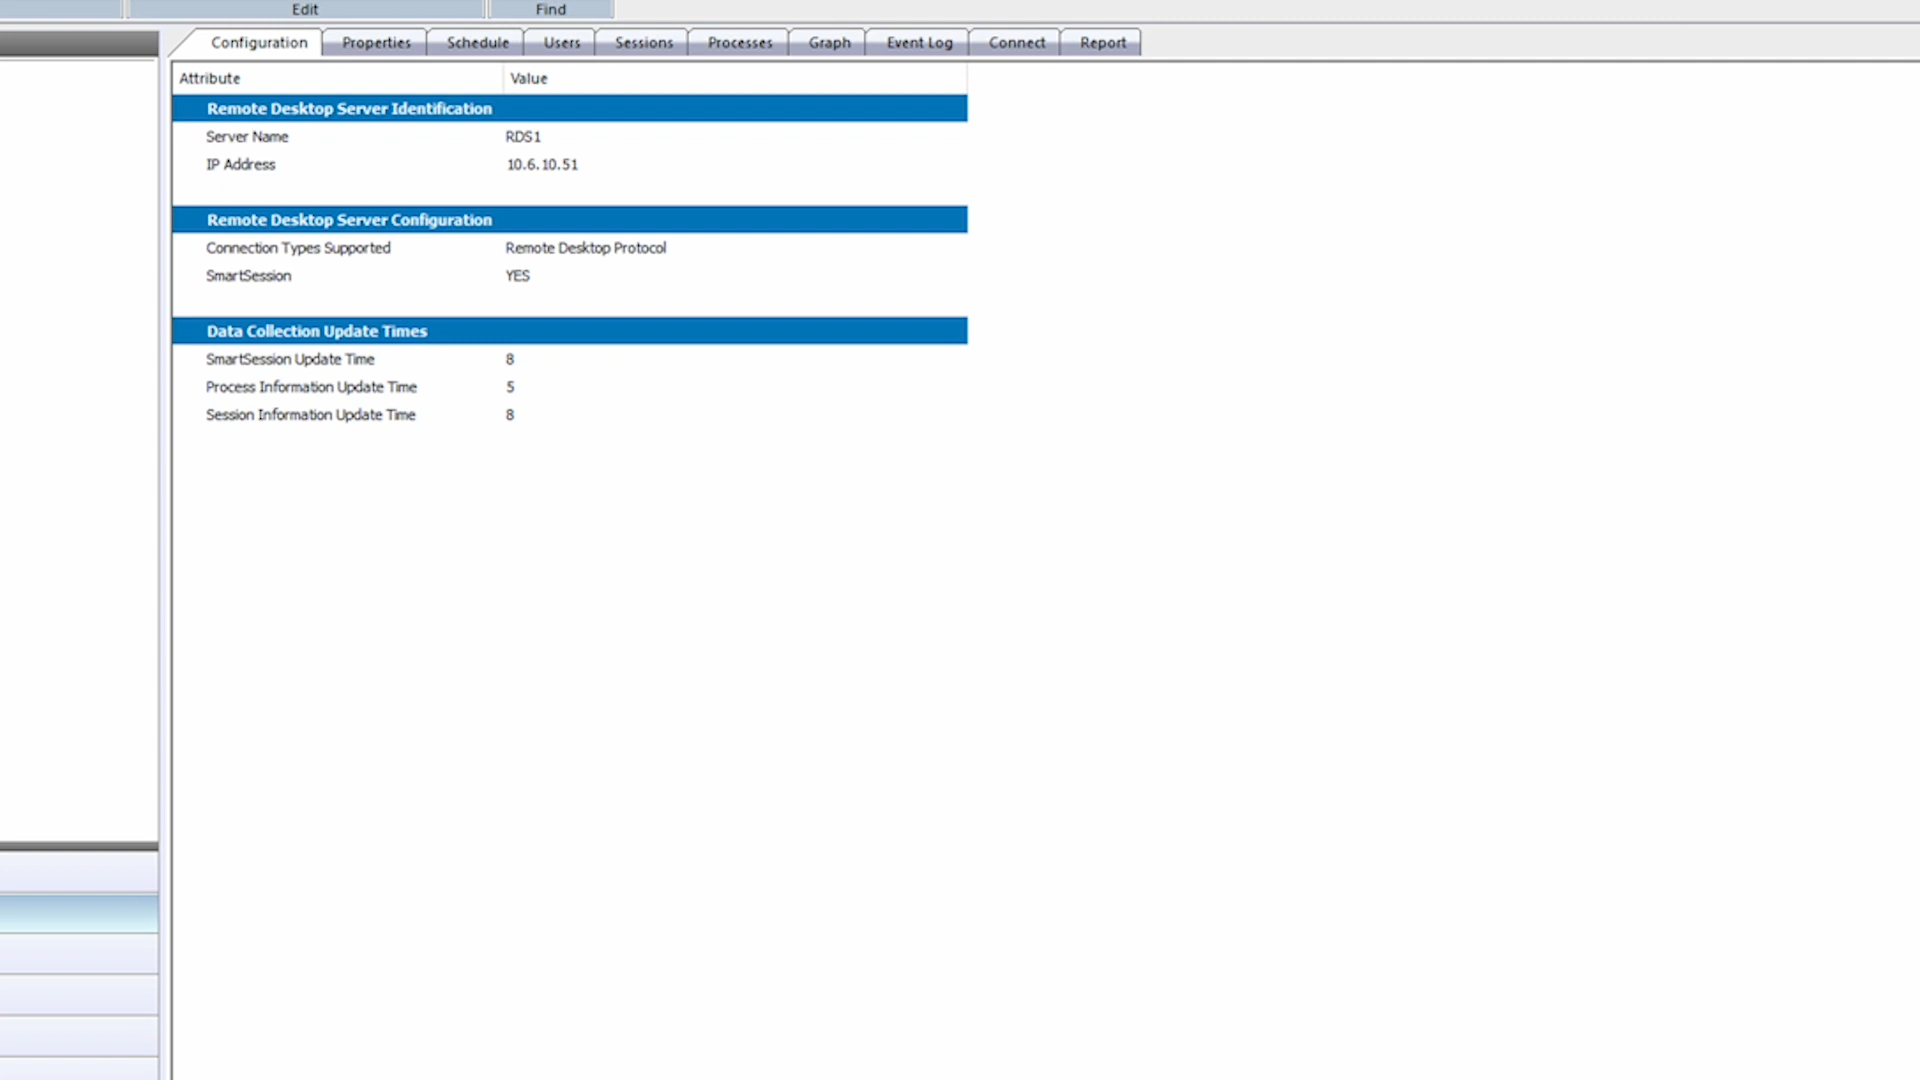 Edit Find
Configuration Properties Schedule Users Sessions Processes Graph Event Log Connect Report
Attribute Value
Remote Desktop Server Identification
Server Name RDS1
IP Address 10.6.10.51
Remote Desktop Server Configuration
Connection Types Supported Remote Desktop Protocol
SmartSession YES
Data Collection Update Times
SmartSession Update Time 8
Process Information Update Time 5
Session Information Update Time 8